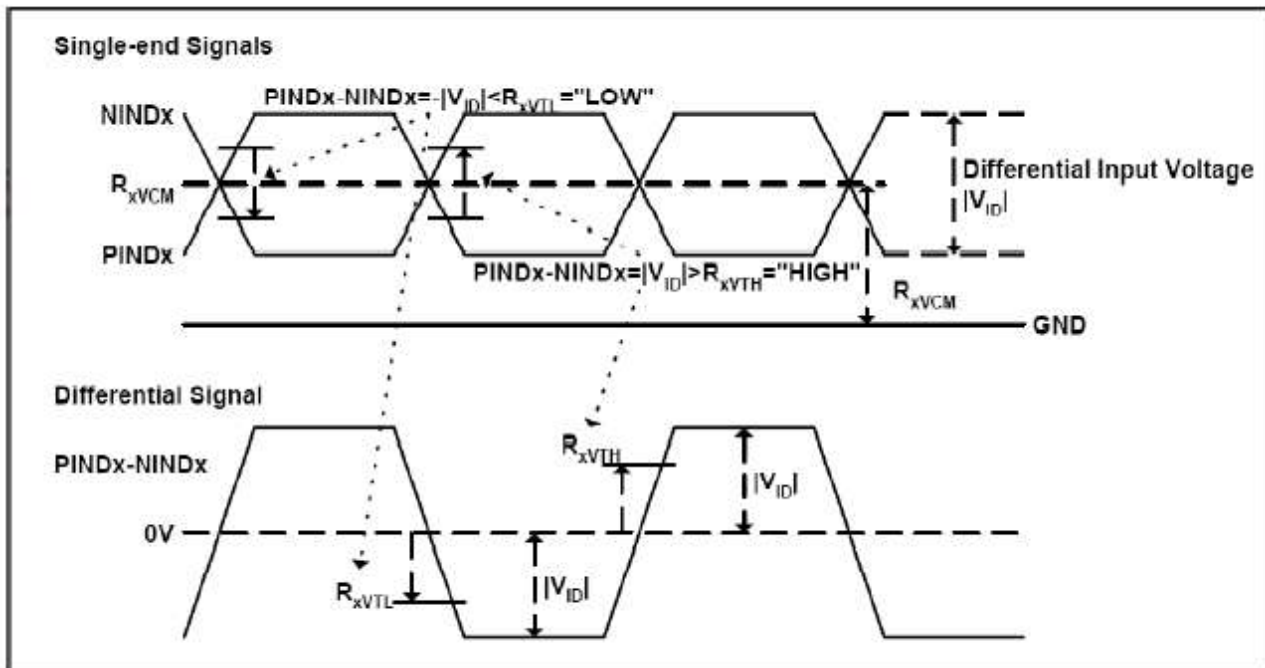 Single-end Signals
PINDx-NINDx=-|VID|<RxVTL="LOW"
NINDx
RxVCM
Differential Input Voltage
|VID|
PINDx
PINDx-NINDx=|VID|>RxVTH="HIGH"
RxVCM
GND
Differential Signal
RxVTH
PINDx-NINDx
|VID|
0V
RxVTL
|VID|